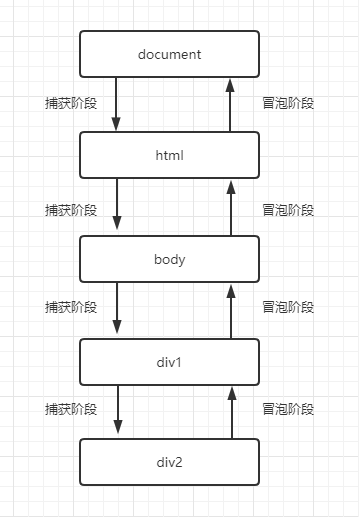 document
捕获阶段 冒泡阶段
html
捕获阶段 冒泡阶段
body
捕获阶段 冒泡阶段
div1
捕获阶段 冒泡阶段
div2